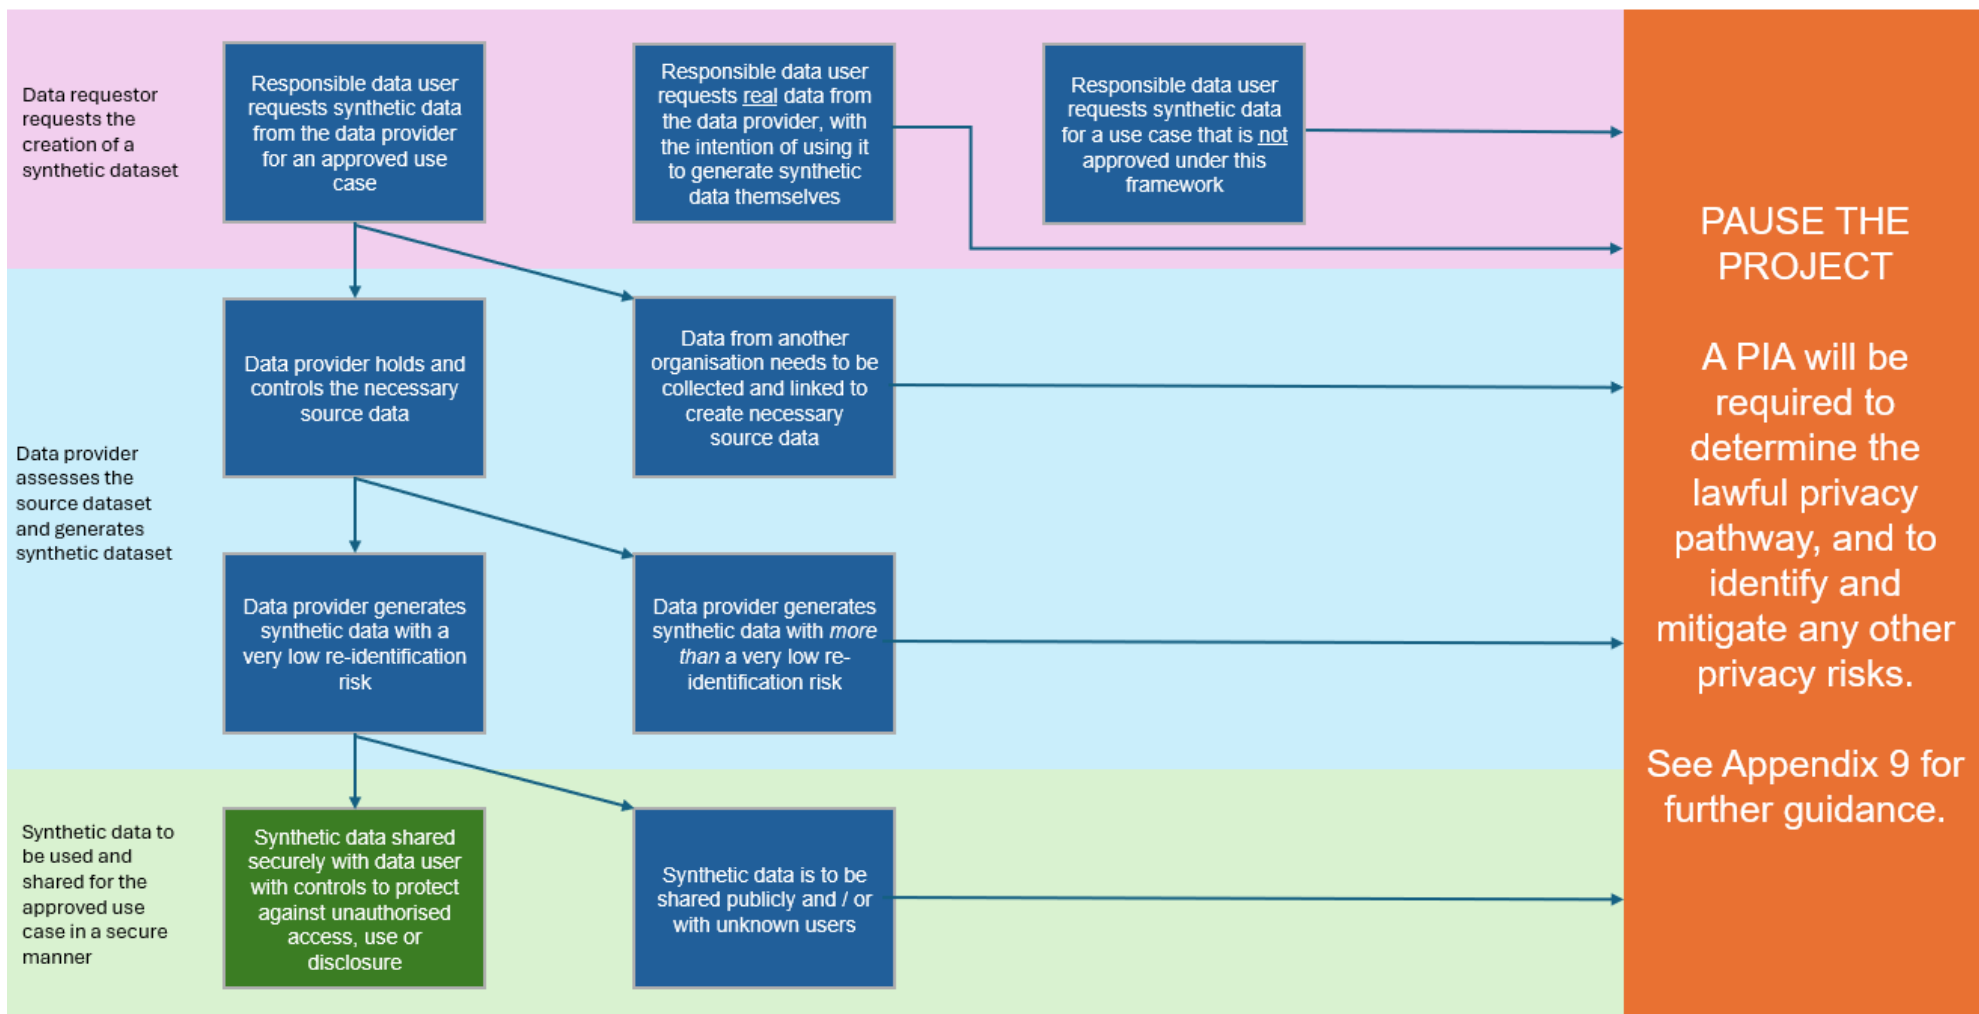 Data requestor
requests the
creation of a
synthetic dataset
Responsible data user
requests synthetic data
from the data provider
for an approved use
case
Responsible data user
requests real data from
the data provider, with
the intention of using it
to generate synthetic
data themselves
Responsible data user
requests synthetic data
for a use case that is not
approved under this
framework
Data provider
assesses the
source dataset
and generates
synthetic dataset
Data provider holds and
controls the necessary
source data
Data from another
organisation needs to be
collected and linked to
create necessary
source data
Data provider generates
synthetic data with a
very low re-identification
risk
Data provider generates
synthetic data with more
than a very low re-
identification risk
Synthetic data to
be used and
shared for the
approved use
case in a secure
manner
Synthetic data shared
securely with data user
with controls to protect
against unauthorised
access, use or
disclosure
Synthetic data is to be
shared publicly and / or
with unknown users
PAUSE THE
PROJECT
A PIA will be
required to
determine the
lawful privacy
pathway, and to
identify and
mitigate any other
privacy risks.
See Appendix 9 for
further guidance.